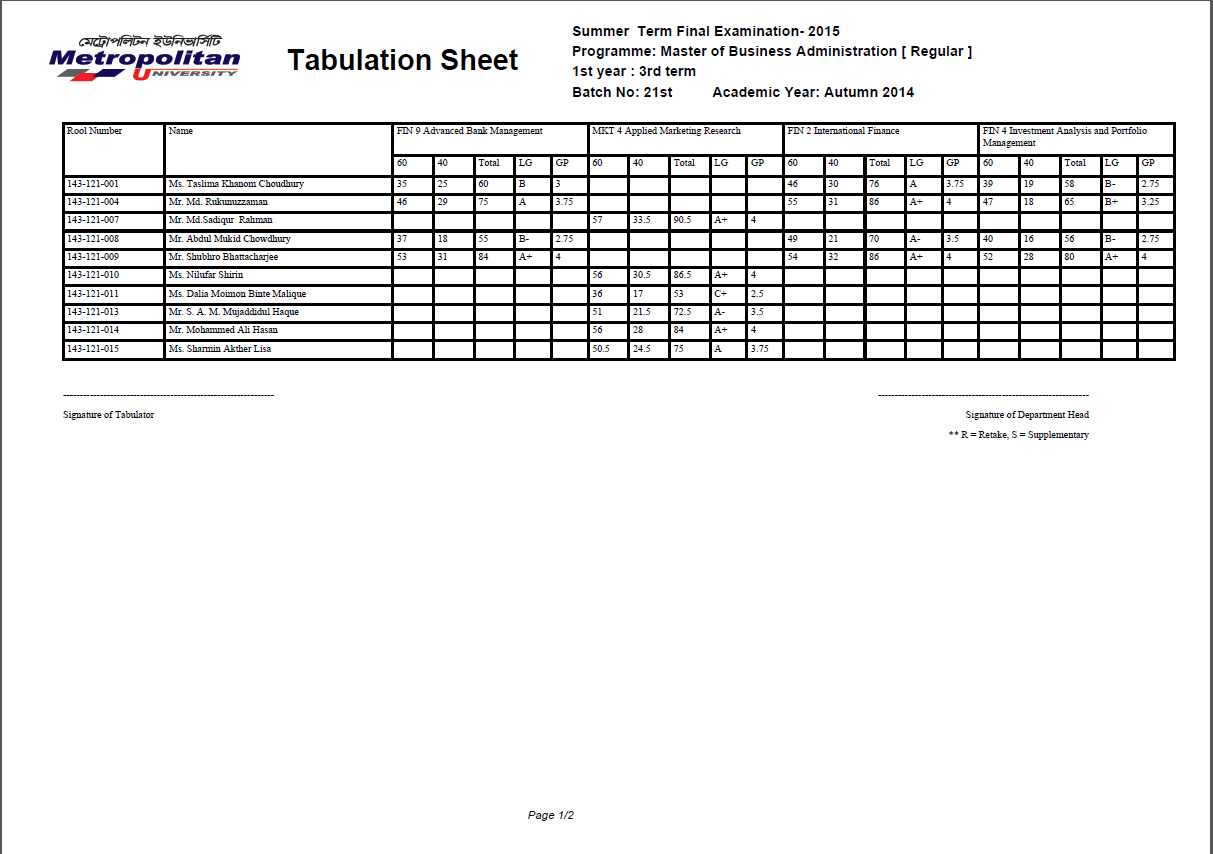 মেট্রোপলিটন ইউনিভার্সিটি
Metropolitan
UNIVERSITY
Tabulation Sheet
Summer Term Final Examination- 2015
Programme: Master of Business Administration [ Regular ]
1st year : 3rd term
Batch No: 21st Academic Year: Autumn 2014
Rool Number Name FIN 9 Advanced Bank Management MKT 4 Applied Marketing Research FIN 2 International Finance FIN 4 Investment Analysis and Portfolio
Management
60 40 Total LG GP 60 40 Total LG GP 60 40 Total LG GP 60 40 Total LG GP
143-121-001 Ms. Taslima Khanom Choudhury 35 25 60 B 3 46 30 76 A 3.75 39 19 58 B- 2.75
143-121-004 Mr. Md. Rukunuzzaman 46 29 75 A 3.75 55 31 86 A+ 4 47 18 65 B+ 3.25
143-121-007 Mr. Md.Sadiqur Rahman 57 33.5 90.5 A+ 4
143-121-008 Mr. Abdul Mukid Chowdhury 37 18 55 B- 2.75 49 21 70 A- 3.5 40 16 56 B- 2.75
143-121-009 Mr. Shubhro Bhattacharjee 53 31 84 A+ 4 54 32 86 A+ 4 52 28 80 A+ 4
143-121-010 Ms. Nilufar Shirin 56 30.5 86.5 A+ 4
143-121-011 Ms. Dalia Moimon Binte Malique 36 17 53 C+ 2.5
143-121-013 Mr. S. A. M. Mujaddidul Haque 51 21.5 72.5 A- 3.5
143-121-014 Mr. Mohammed Ali Hasan 56 28 84 A+ 4
143-121-015 Ms. Sharmin Akther Lisa 50.5 24.5 75 A 3.75
Signature of Tabulator Signature of Department Head
** R = Retake, S = Supplementary
Page 1/2